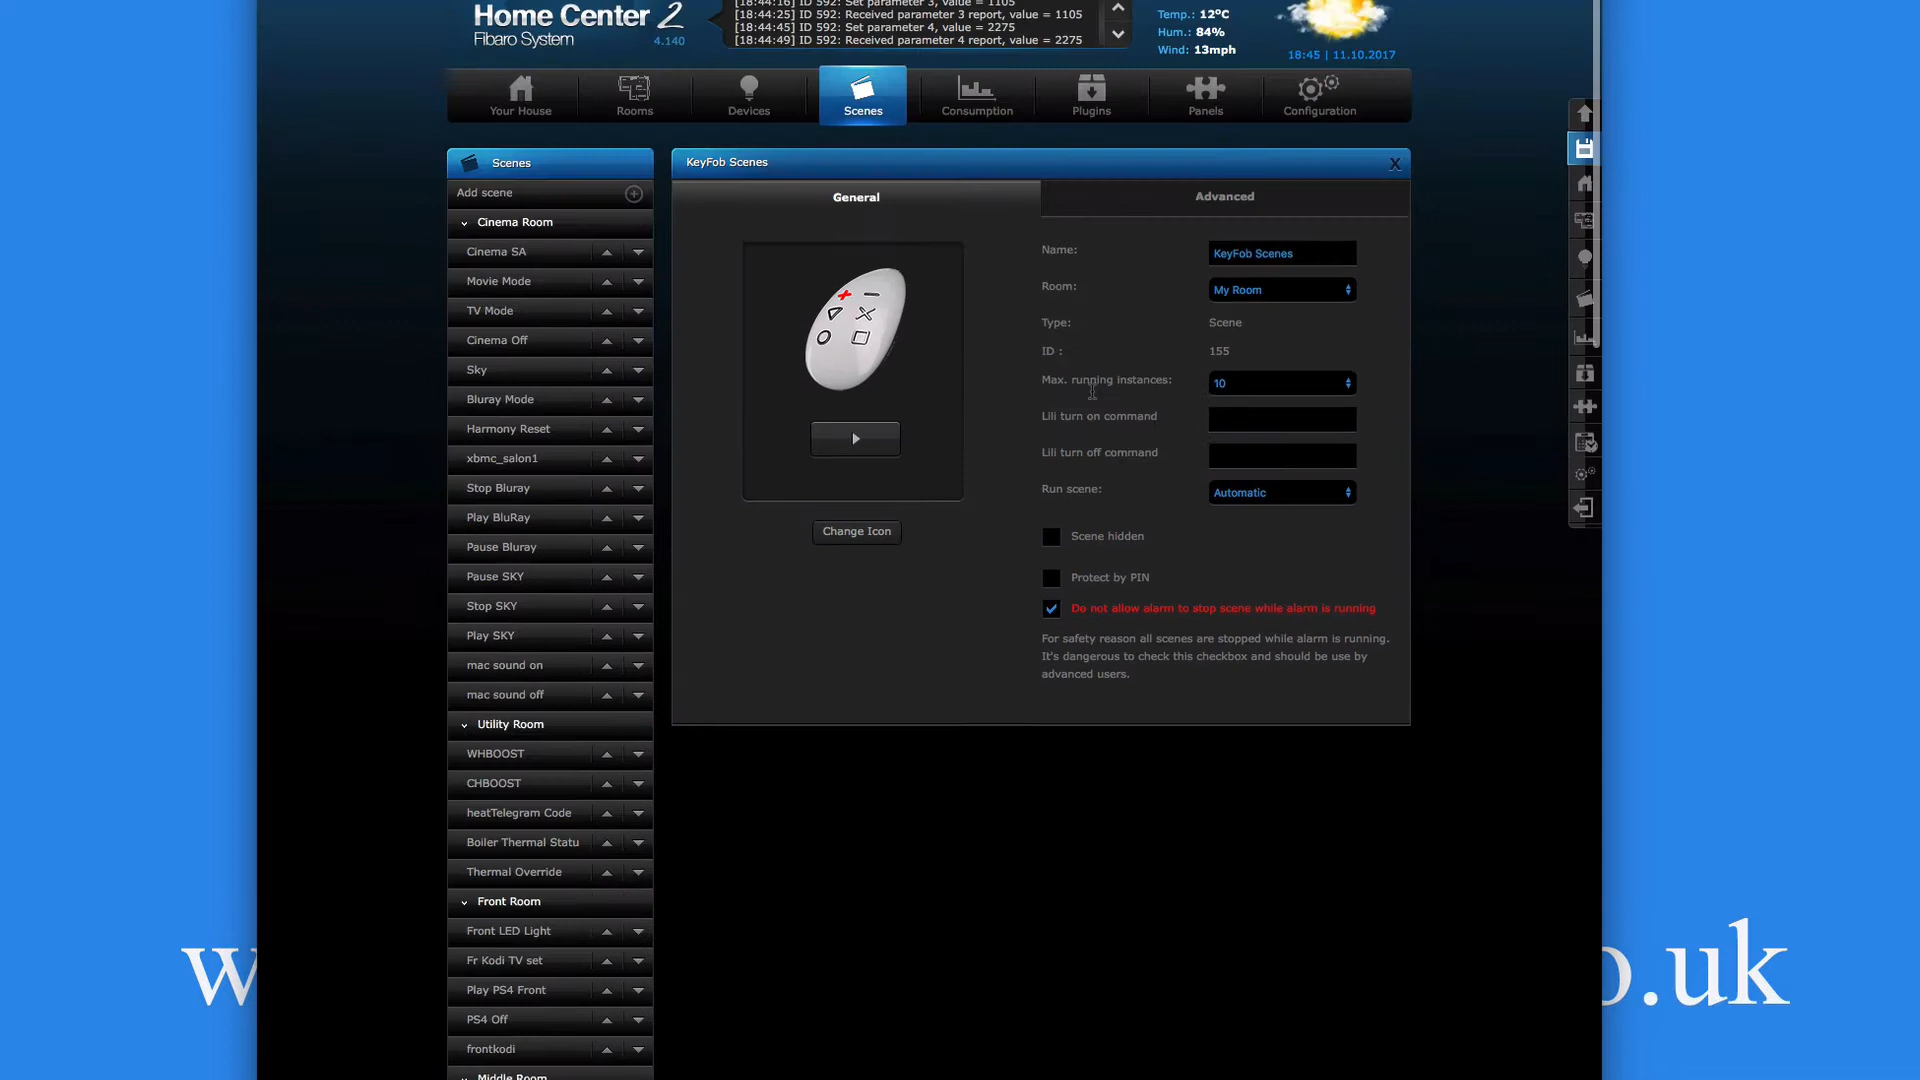 Home Center 2
Fibaro System
4.140
[18:44:16] ID 592: Set parameter 3, value = 1105
[18:44:25] ID 592: Received parameter 3 report, value = 1105
[18:44:45] ID 592: Set parameter 4, value = 2275
[18:44:49] ID 592: Received parameter 4 report, value = 2275
Temp.: 12°C
Hum.: 84%
Wind: 13mph
18:45 | 11.10.2017
Your House
Rooms
Devices
Scenes
Consumption
Plugins
Panels
Configuration
Scenes
Add scene
Cinema Room
Cinema SA
Movie Mode
TV Mode
Cinema Off
Sky
Bluray Mode
Harmony Reset
xbmc_salon1
Stop Bluray
Play BluRay
Pause Bluray
Pause SKY
Stop SKY
Play SKY
mac sound on
mac sound off
Utility Room
WHBOOST
CHBOOST
heatTelegram Code
Boiler Thermal Statu
Thermal Override
Front Room
Front LED Light
Fr Kodi TV set
Play PS4 Front
PS4 Off
frontkodi
Middle Room
KeyFob Scenes
X
General
Advanced
Name:
KeyFob Scenes
Room:
My Room
Type:
Scene
ID :
155
Max. running instances:
10
Lili turn on command
Lili turn off command
Run scene:
Automatic
Change Icon
Scene hidden
Protect by PIN
Do not allow alarm to stop scene while alarm is running
For safety reason all scenes are stopped while alarm is running.
It's dangerous to check this checkbox and should be use by
advanced users.
w
o.uk